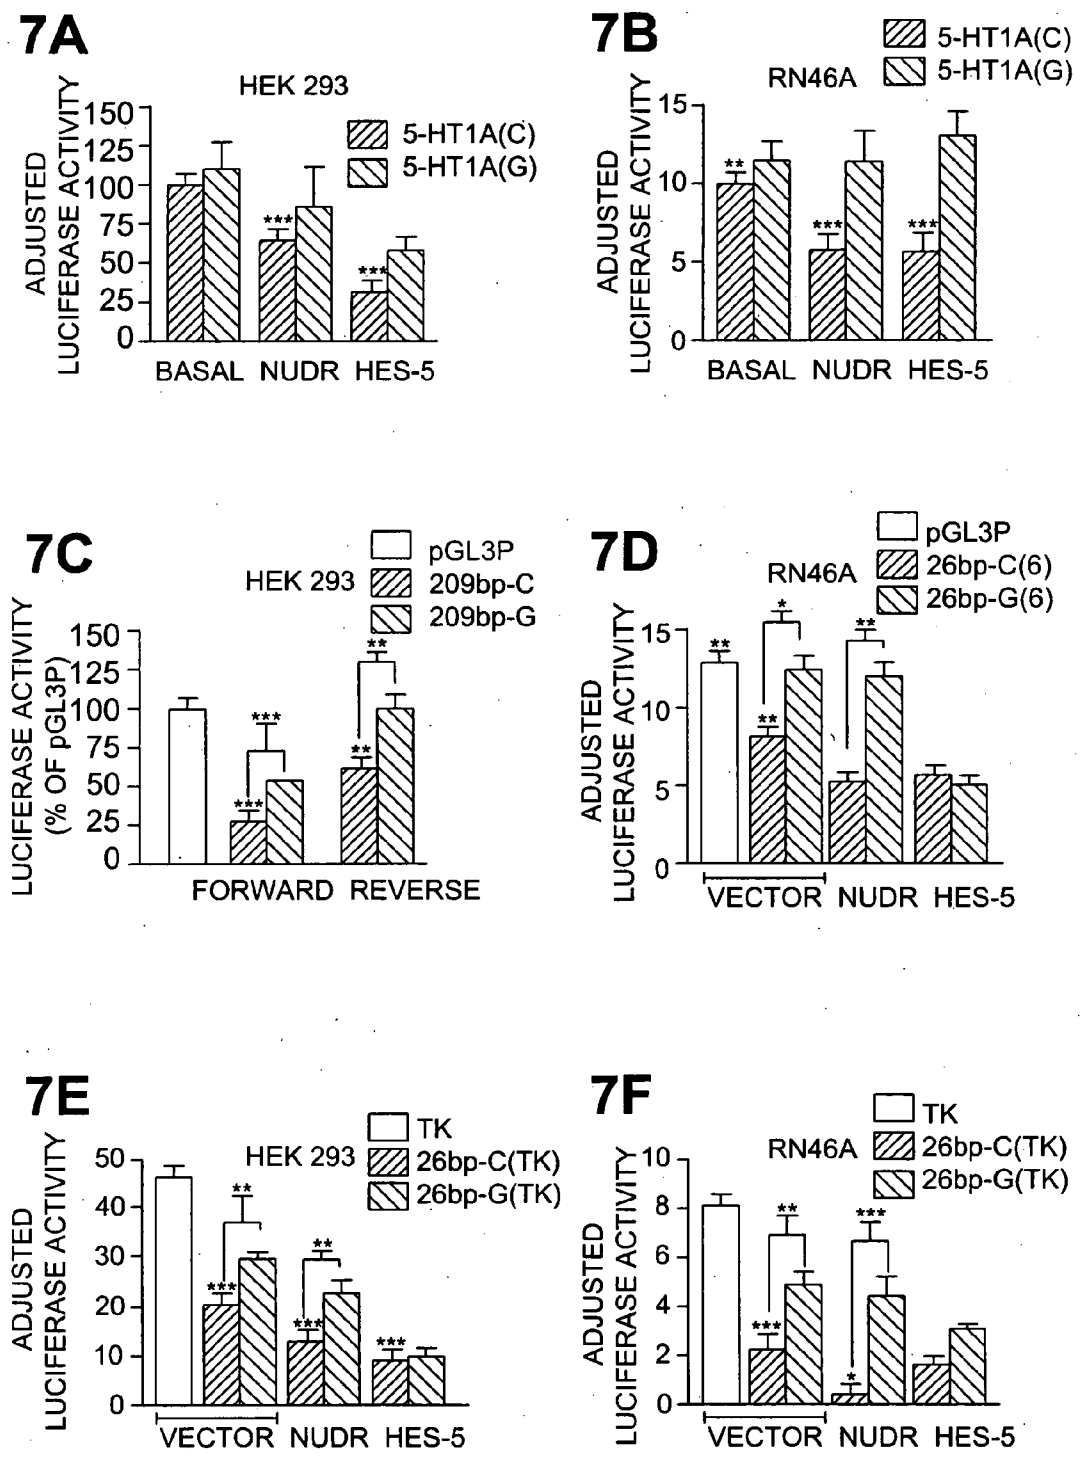 7A
HEK 293
5-HT1A(C)
5-HT1A(G)
ADJUSTED
LUCIFERASE ACTIVITY
150
125
100
75
50
25
0
***
***
BASAL NUDR HES-5
7B
RN46A
5-HT1A(C)
5-HT1A(G)
ADJUSTED
LUCIFERASE ACTIVITY
15
10
5
0
**
***
***
BASAL NUDR HES-5
7C
HEK 293
pGL3P
209bp-C
209bp-G
LUCIFERASE ACTIVITY
(% OF pGL3P)
150
125
100
75
50
25
0
***
***
**
**
FORWARD REVERSE
7D
RN46A
pGL3P
26bp-C(6)
26bp-G(6)
ADJUSTED
LUCIFERASE ACTIVITY
15
10
5
0
**
*
**
**
VECTOR NUDR HES-5
7E
HEK 293
TK
26bp-C(TK)
26bp-G(TK)
ADJUSTED
LUCIFERASE ACTIVITY
50
40
30
20
10
0
**
***
**
***
***
VECTOR NUDR HES-5
7F
RN46A
TK
26bp-C(TK)
26bp-G(TK)
ADJUSTED
LUCIFERASE ACTIVITY
10
8
6
4
2
0
**
***
***
*
VECTOR NUDR HES-5